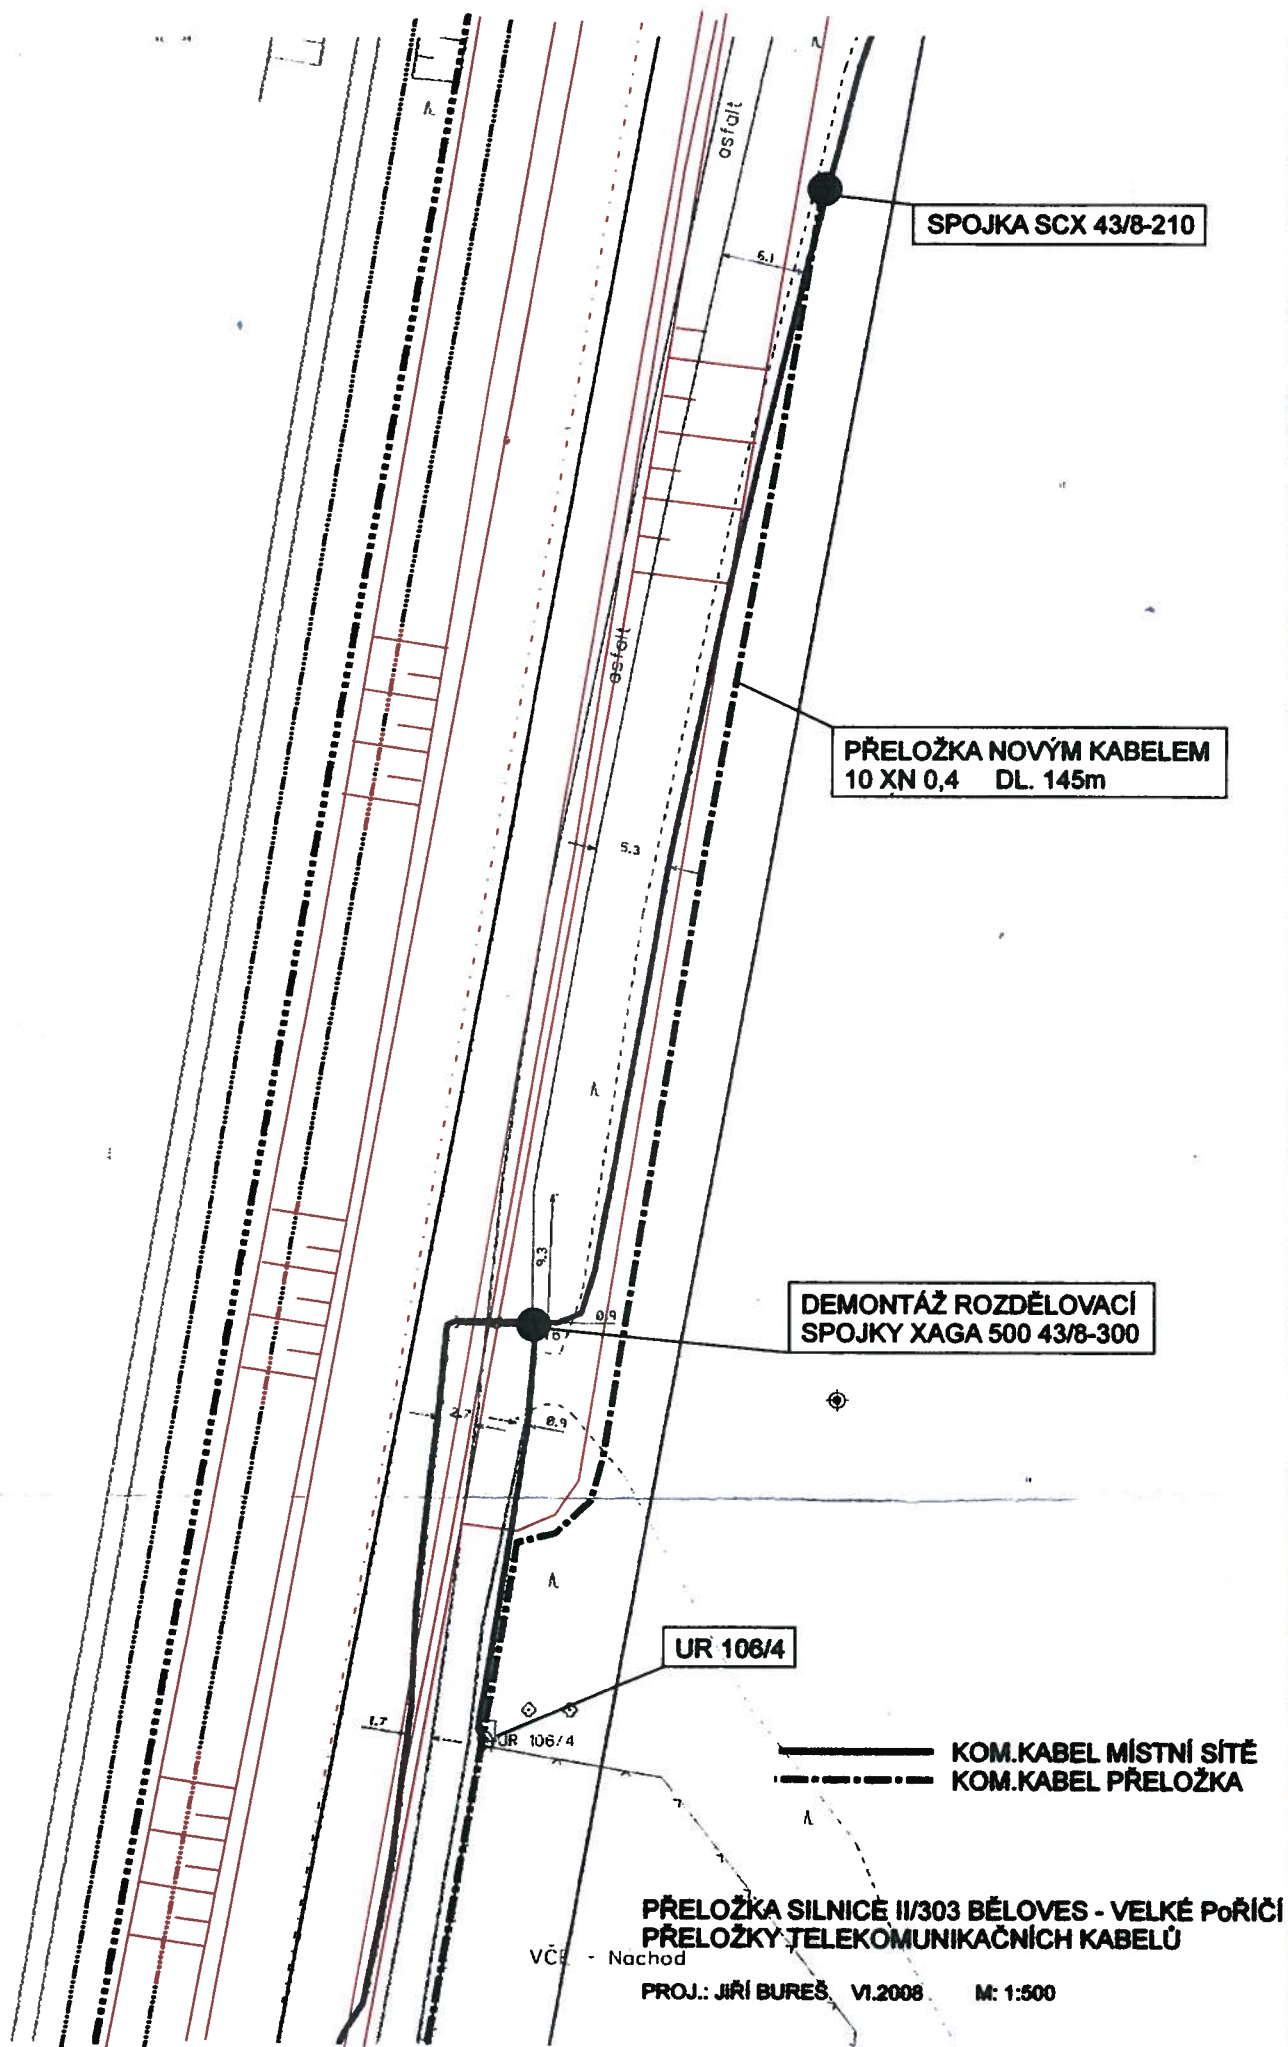 asfalt
SPOJKA SCX 43/8-210
6.1
asfalt
PŘELOŽKA NOVÝM KABELEM
10 XN 0,4 DL. 145m
5.3
9.3
DEMONTÁŽ ROZDĚLOVACÍ
SPOJKY XAGA 500 43/8-300
0.9
2.7
0.9
UR 106/4
1.7
UR 106/4
KOM.KABEL MÍSTNÍ SÍTĚ
KOM.KABEL PŘELOŽKA
PŘELOŽKA SILNICE II/303 BĚLOVES - VELKÉ PoŘÍČÍ
PŘELOŽKY TELEKOMUNIKAČNÍCH KABELŮ
VČE - Náchod
PROJ.: JIŘÍ BUREŠ VI.2008 M: 1:500